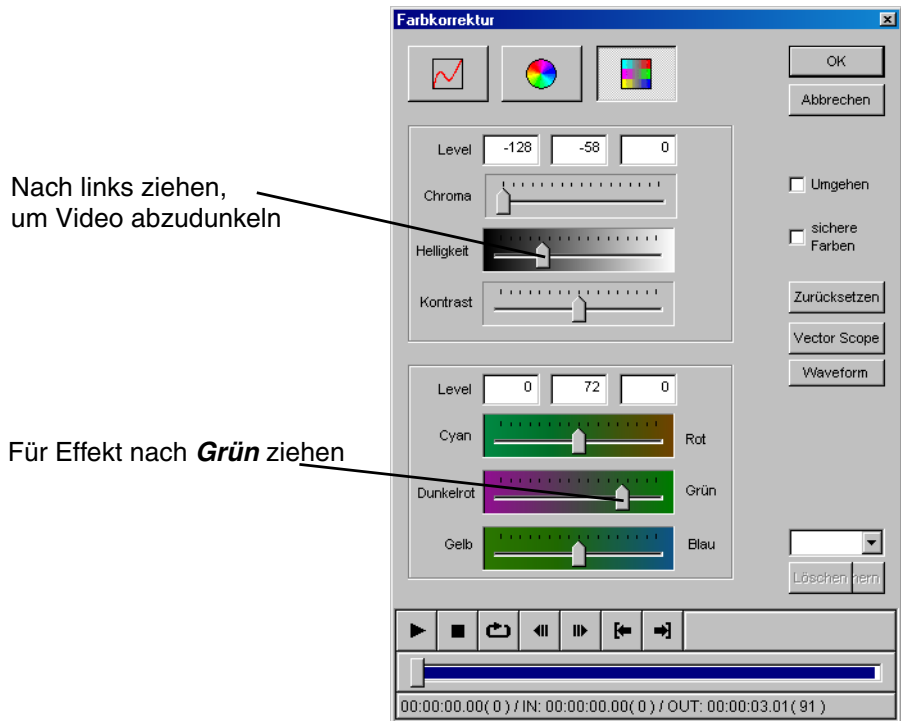 Farbkorrektur
OK
Abbrechen
Level -128 -58 0
Nach links ziehen,
um Video abzudunkeln
Chroma
Umgehen
Helligkeit
sichere
Farben
Kontrast
Zurücksetzen
Vector Scope
Waveform
Level 0 72 0
Cyan Rot
Für Effekt nach Grün ziehen
Dunkelrot Grün
Gelb Blau
Löschen hern
00:00:00.00( 0 ) / IN: 00:00:00.00( 0 ) / OUT: 00:00:03.01( 91 )